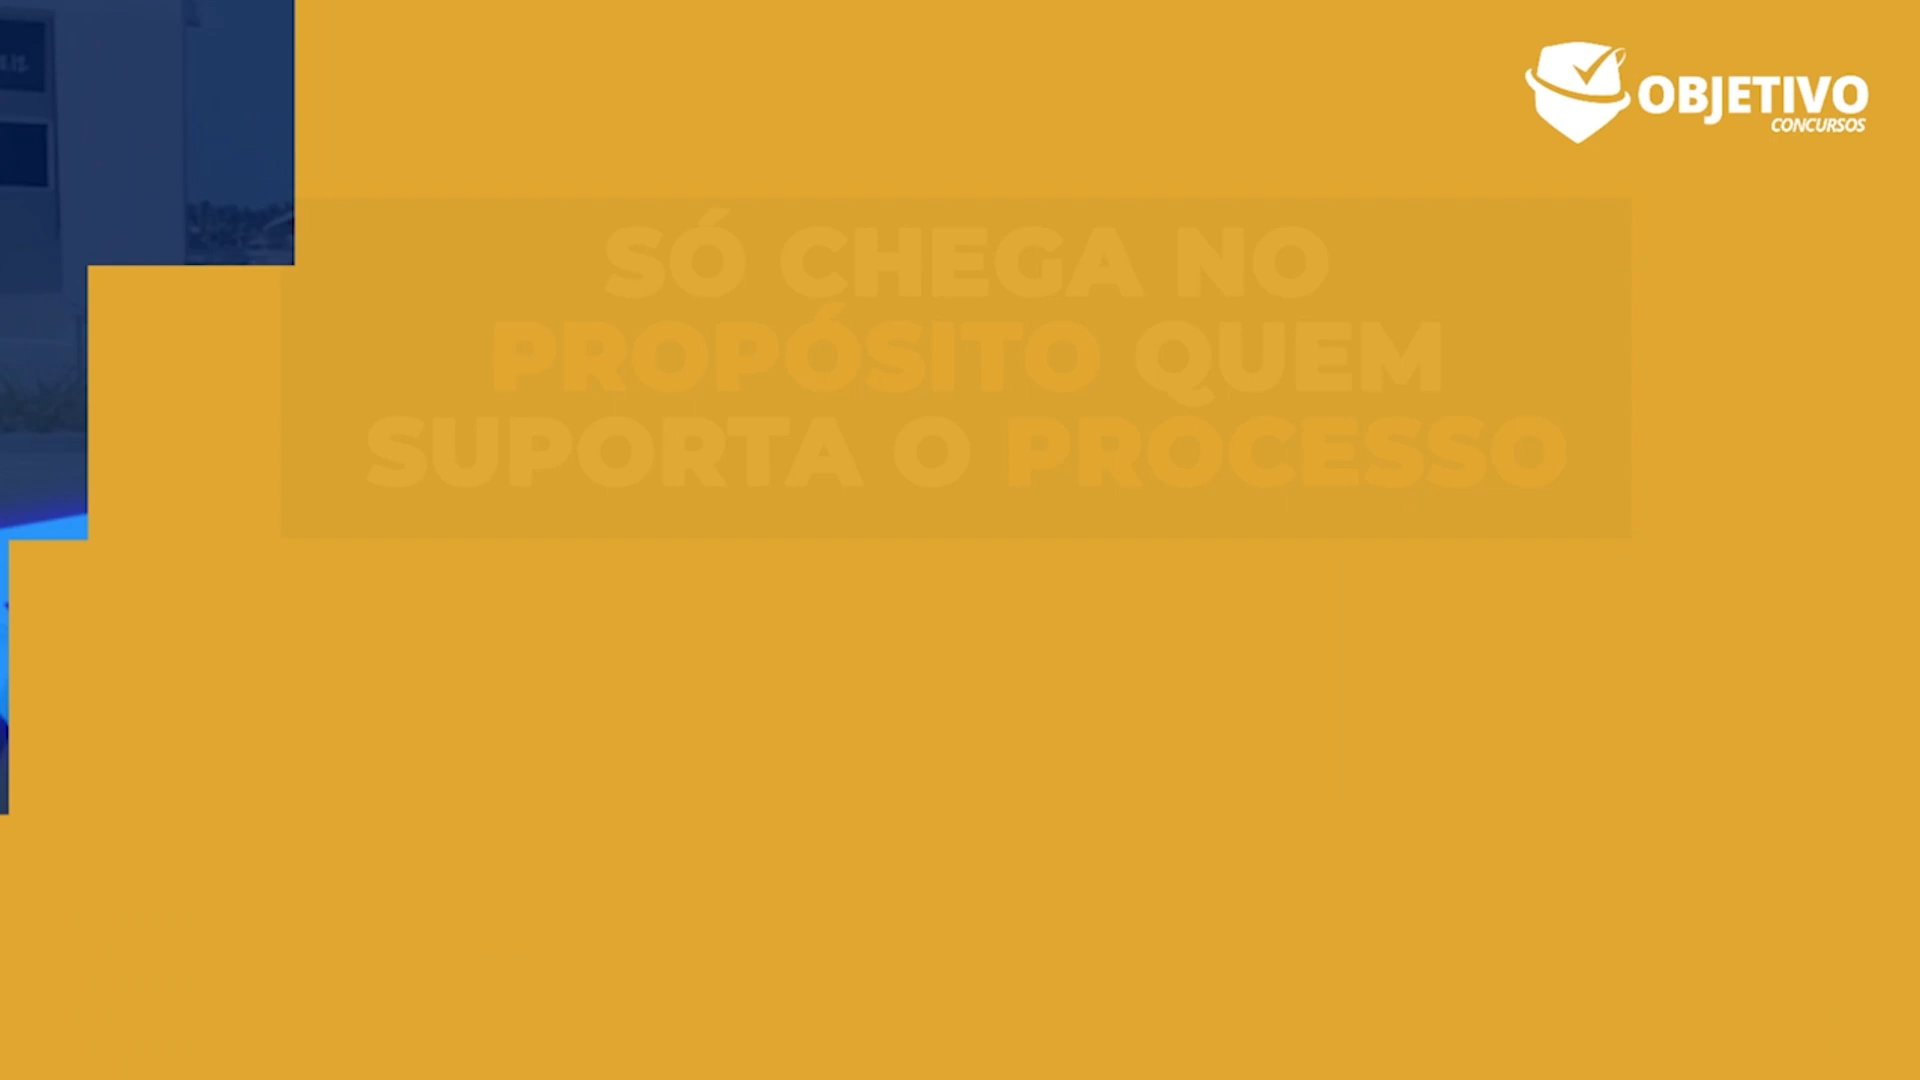 OBJETIVO
CONCURSOS
SÓ CHEGA NO
PROPÓSITO QUEM
SUPORTA O PROCESSO